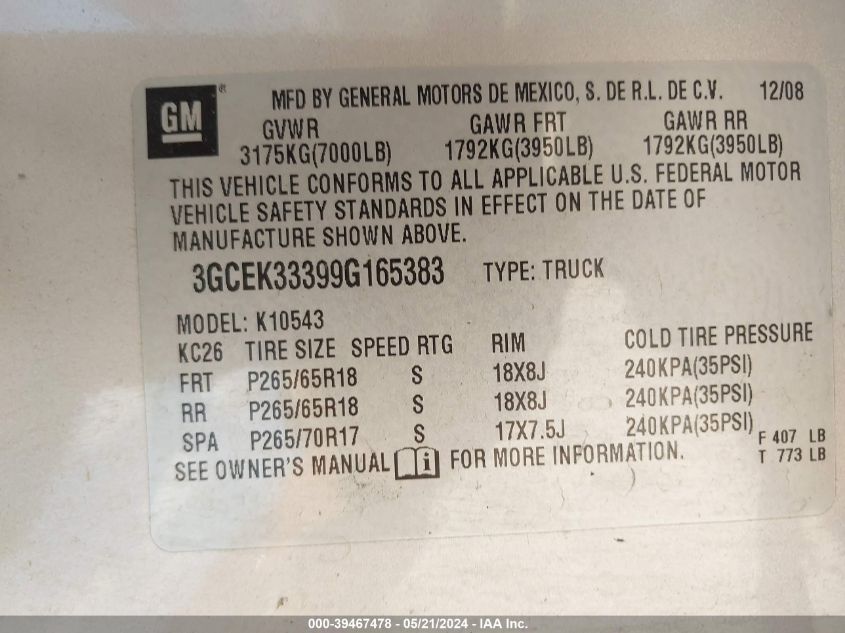 GM ® MFD BY GENERAL MOTORS DE MEXICO, S. DE R.L. DE C.V. 12/08
GVWR GAWR FRT GAWR RR
3175KG(7000LB) 1792KG(3950LB) 1792KG(3950LB)
THIS VEHICLE CONFORMS TO ALL APPLICABLE U.S. FEDERAL MOTOR
VEHICLE SAFETY STANDARDS IN EFFECT ON THE DATE OF
MANUFACTURE SHOWN ABOVE.
3GCEK33399G165383 TYPE: TRUCK
MODEL: K10543
KC26 TIRE SIZE SPEED RTG RIM COLD TIRE PRESSURE
FRT P265/65R18 S 18X8J 240KPA(35PSI)
RR P265/65R18 S 18X8J 240KPA(35PSI)
SPA P265/70R17 S 17X7.5J 240KPA(35PSI)
F 407 LB
SEE OWNER'S MANUAL i FOR MORE INFORMATION. T 773 LB
000-39467478 - 05/21/2024 - IAA Inc.